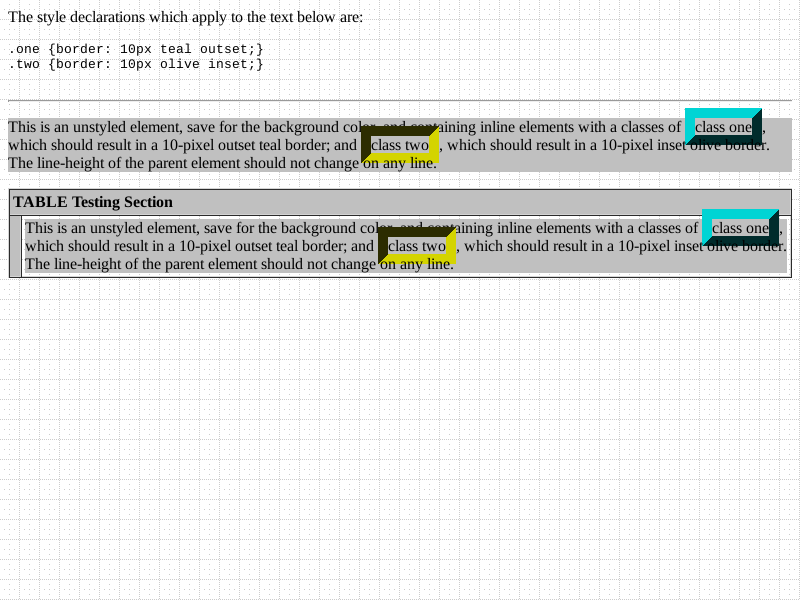 The style declarations which apply to the text below are:
.one {border: 10px teal outset;}
.two {border: 10px olive inset;}
This is an unstyled element, save for the background color, and containing inline elements with a classes of class one,
which should result in a 10-pixel outset teal border; and class two, which should result in a 10-pixel inset olive border.
The line-height of the parent element should not change on any line.
TABLE Testing Section
This is an unstyled element, save for the background color, and containing inline elements with a classes of class one,
which should result in a 10-pixel outset teal border; and class two, which should result in a 10-pixel inset olive border.
The line-height of the parent element should not change on any line.